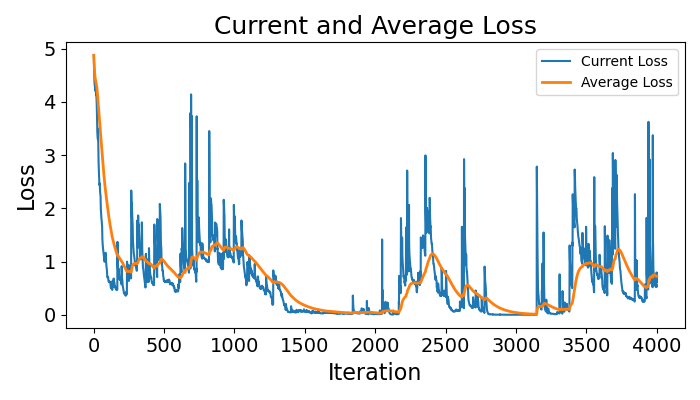 Current and Average Loss
Current Loss
Average Loss
Loss
5
4
3
2
1
0
0 500 1000 1500 2000 2500 3000 3500 4000
Iteration